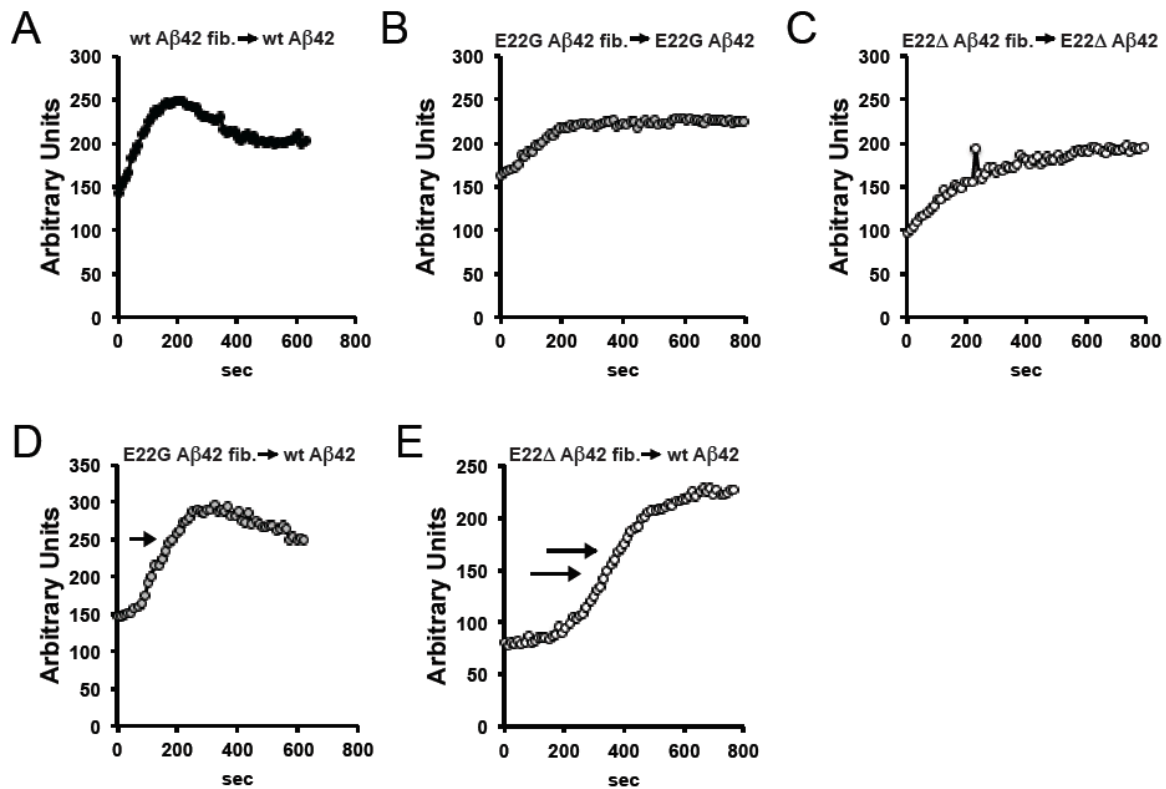 A
wt Aβ42 fib. → wt Aβ42
300
250
200
150
100
50
0
Arbitrary Units
0 200 400 600 800
sec
B
E22G Aβ42 fib. → E22G Aβ42
300
250
200
150
100
50
0
Arbitrary Units
0 200 400 600 800
sec
C
E22Δ Aβ42 fib. → E22Δ Aβ42
300
250
200
150
100
50
0
Arbitrary Units
0 200 400 600 800
sec
D
E22G Aβ42 fib. → wt Aβ42
350
300
250
200
150
100
50
0
Arbitrary Units
0 200 400 600 800
sec
E
E22Δ Aβ42 fib. → wt Aβ42
250
200
150
100
50
0
Arbitrary Units
0 200 400 600 800
sec